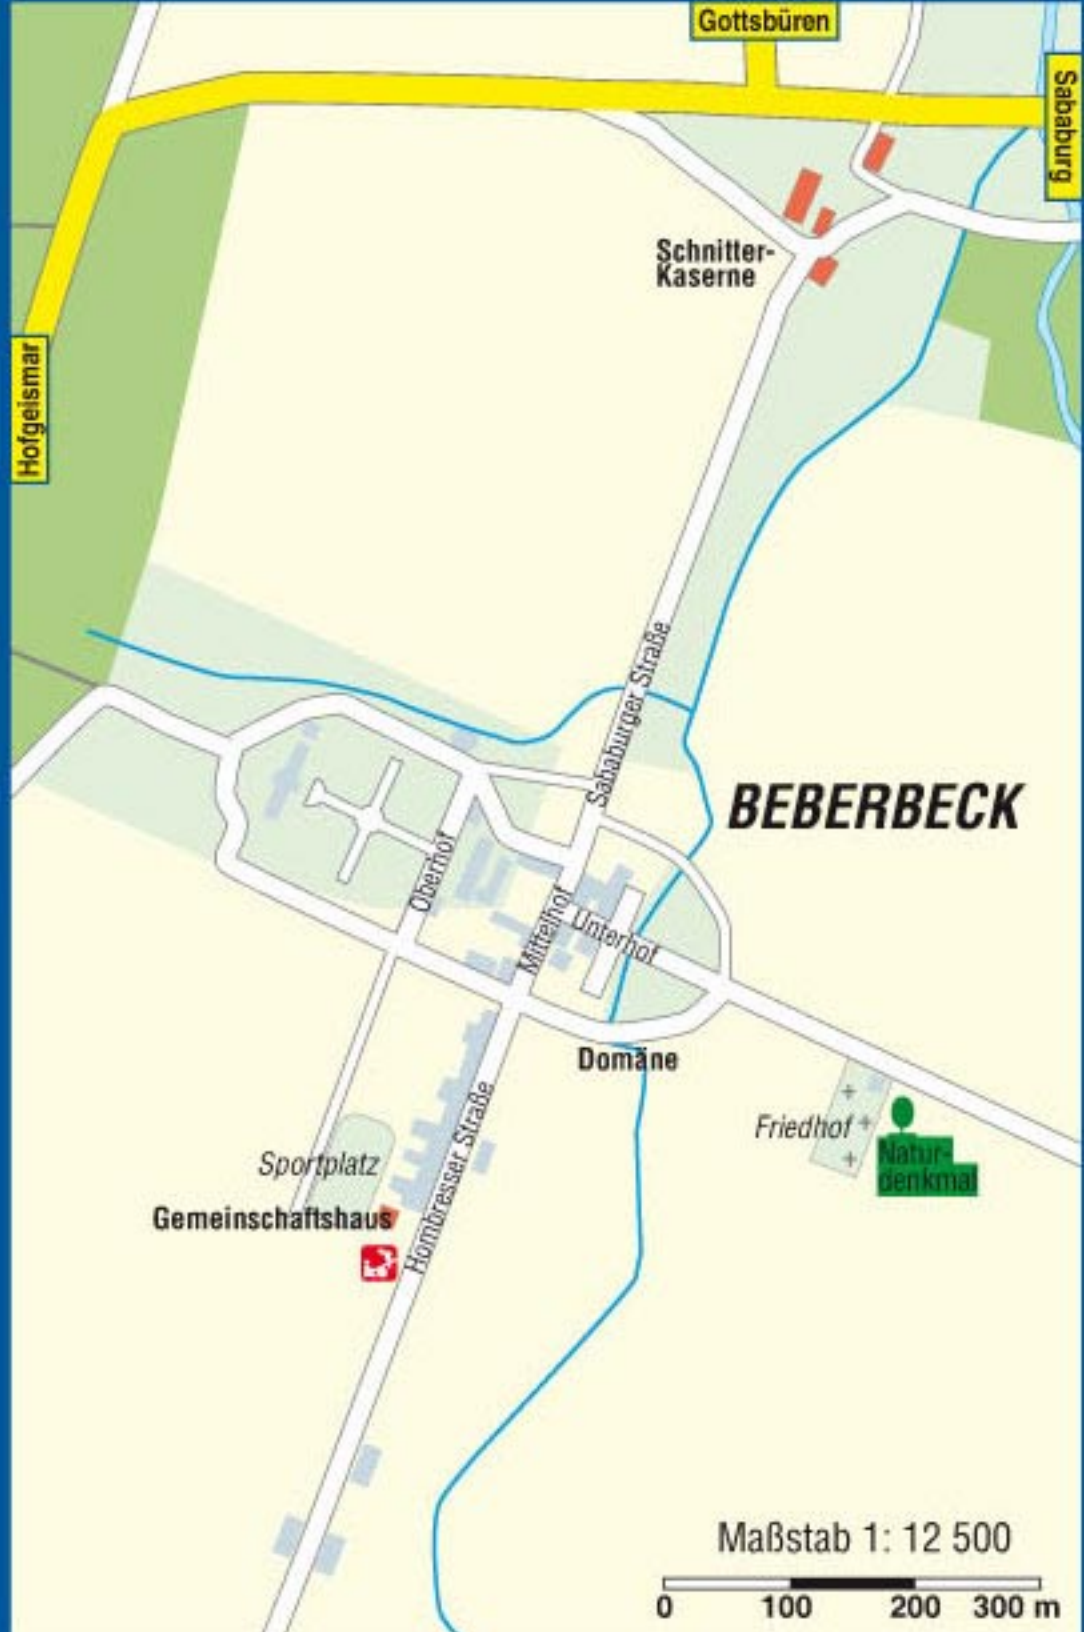 Gottsbüren
Sababurg
Schnitter-
Kaserne
Hofgeismar
Sababurger Straße
BEBERBECK
Oberhof
Mittelhof
Unterhof
Domäne
Friedhof
Natur-
denkmal
Sportplatz
Gemeinschaftshaus
Hombresser Straße
Maßstab 1: 12 500
0 100 200 300 m